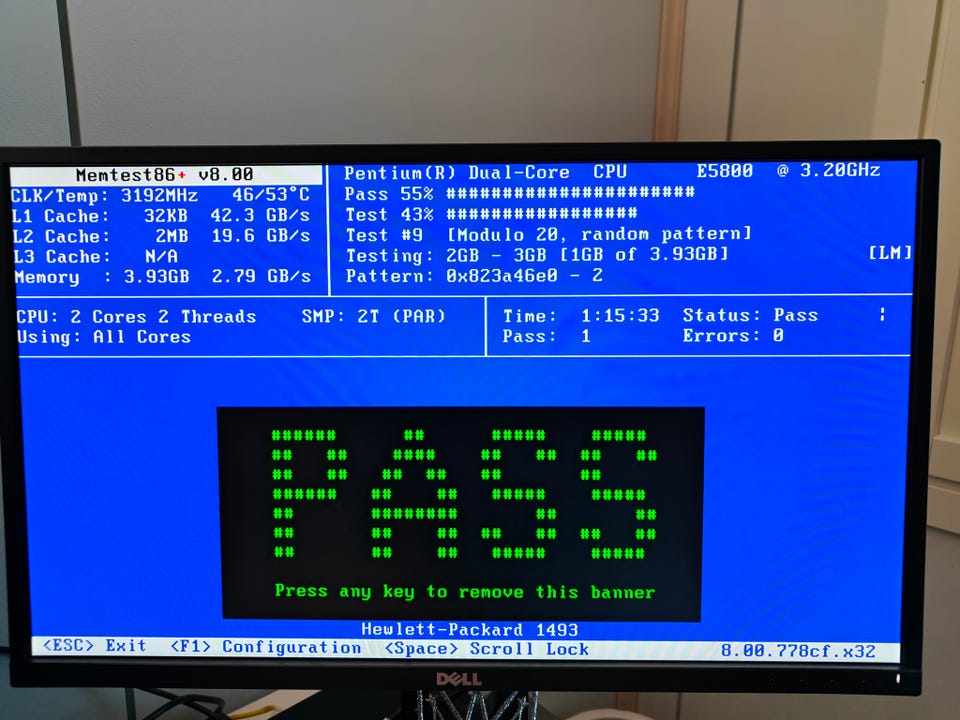 Memtest86+ v8.00
CLK/Temp: 3192MHz 46/53°C
L1 Cache: 32KB 42.3 GB/s
L2 Cache: 2MB 19.6 GB/s
L3 Cache: N/A
Memory : 3.93GB 2.79 GB/s
Pentium(R) Dual-Core CPU E5800 @ 3.20GHz
Pass 55% ######################
Test 43% #################
Test #9 [Modulo 20, random pattern]
Testing: 2GB - 3GB [1GB of 3.93GB] [LM]
Pattern: 0x823a46e0 - 2
CPU: 2 Cores 2 Threads SMP: 2T (PAR)
Using: All Cores
Time: 1:15:33 Status: Pass ¦
Pass: 1 Errors: 0
PASS
Press any key to remove this banner
Hewlett-Packard 1493
<ESC> Exit <F1> Configuration <Space> Scroll Lock 8.00.778cf.x32
DELL